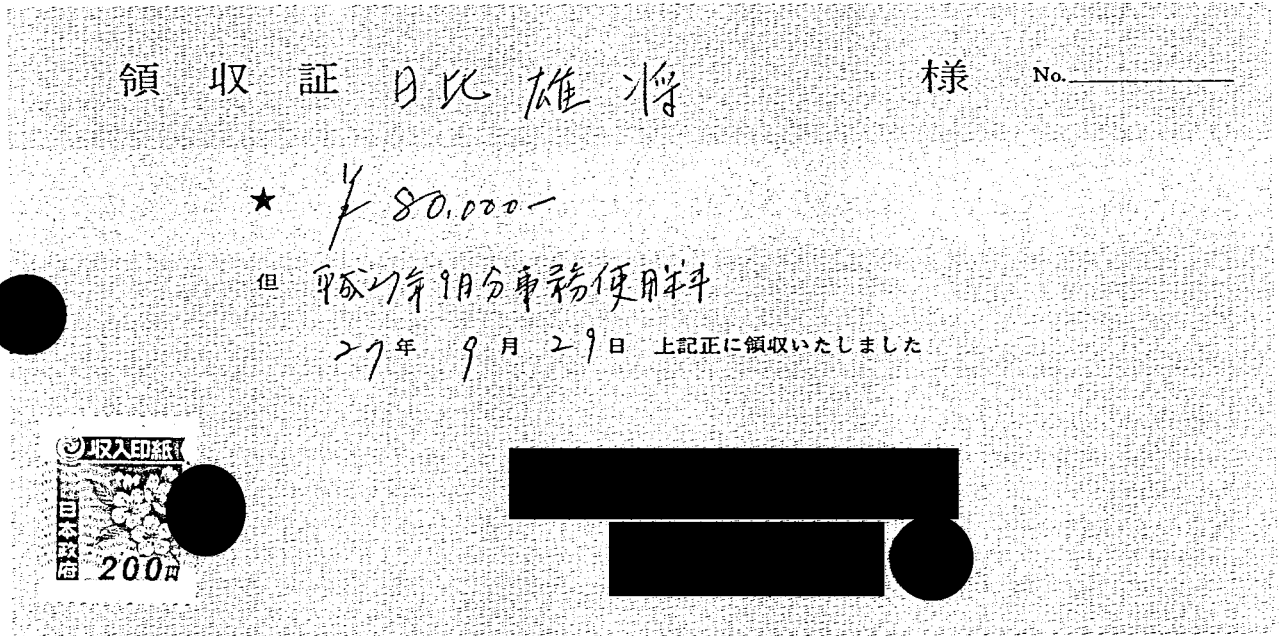 領収証 日比 雄将 様 No.
★ ¥80,000-
但 平成27年9月分事務使用料
27年 9月 29日 上記正に領収いたしました
収入印紙
日本政府
200円